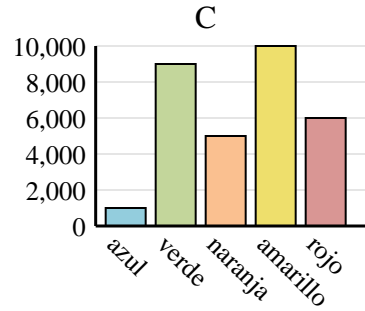 C
10,000
8,000
6,000
4,000
2,000
0
azul
verde
naranja
amarillo
rojo